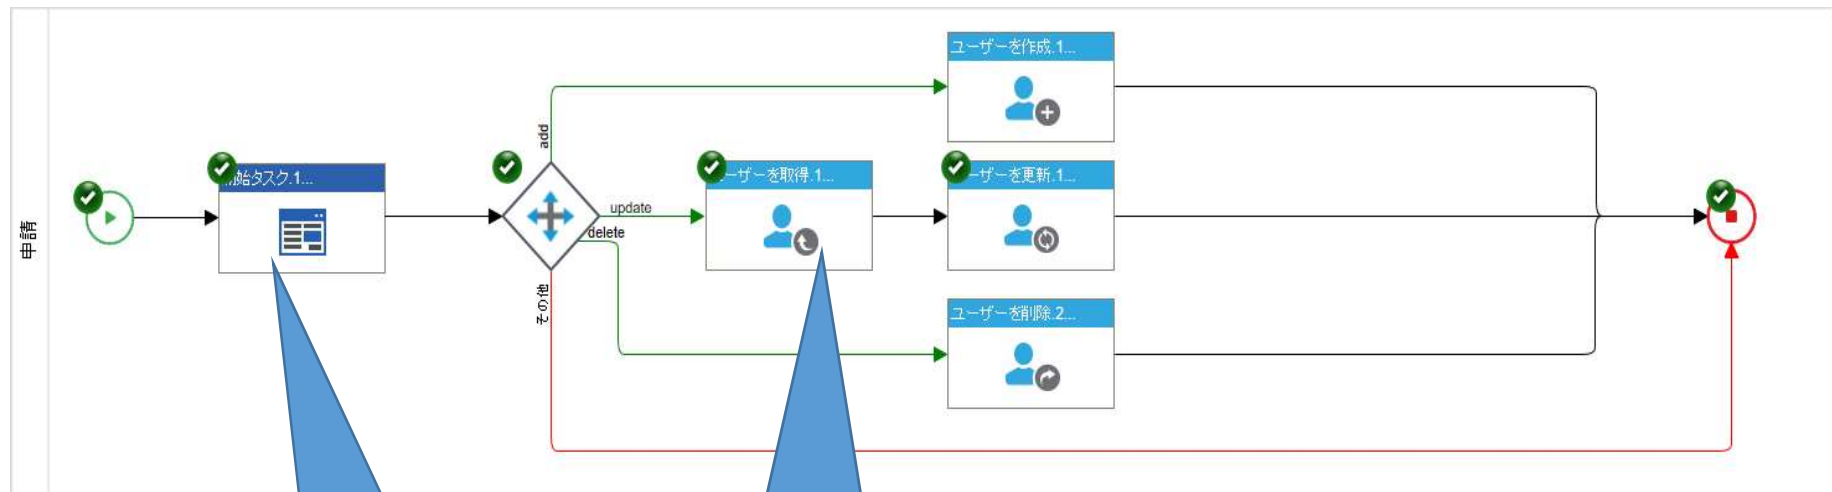 申請
ユーザーを作成.1...
add
始タスク.1...
ーザーを取得.1...
ーザーを更新.1...
update
delete
その他
ユーザーを削除.2...